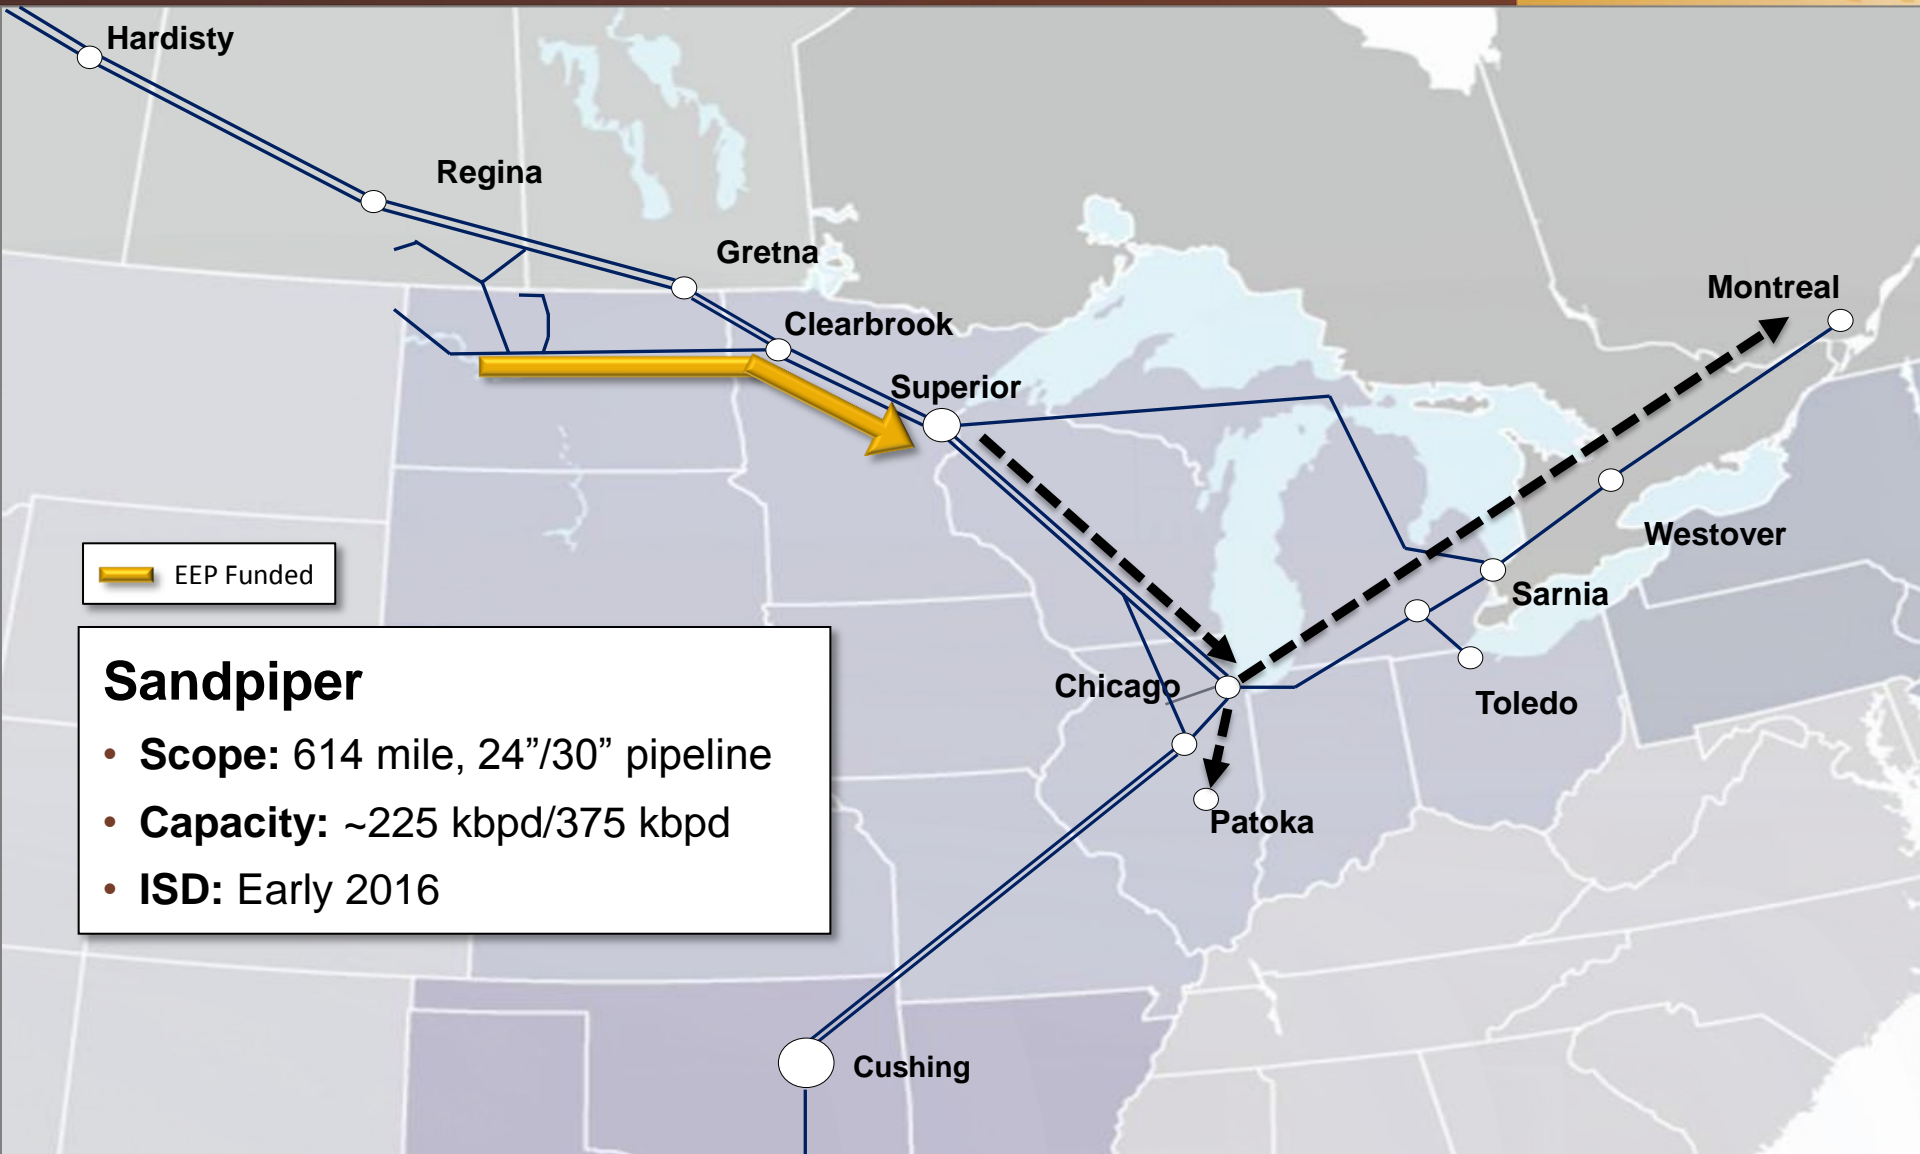 Hardisty
Regina
Gretna
Montreal
Clearbrook
Superior
Westover
EEP Funded
Sarnia
Sandpiper
Chicago
Toledo
• Scope: 614 mile, 24”/30” pipeline
• Capacity: ~225 kbpd/375 kbpd
Patoka
• ISD: Early 2016
Cushing